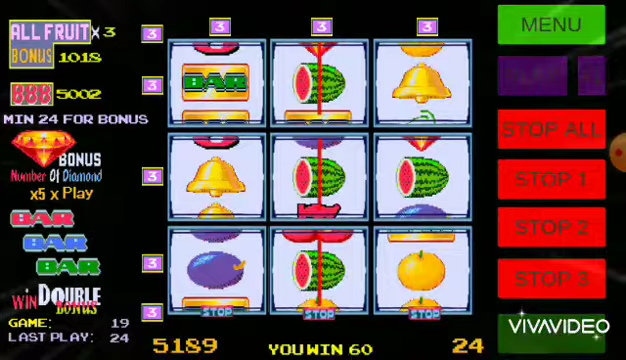 ALL FRUIT x 3
BONUS 1018
888 5002
MIN 24 FOR BONUS
BONUS
Number Of Diamond
x5 x Play
BAR
BAR
BAR
WIN DOUBLE
BONUS
GAME: 19
LAST PLAY: 24
3 3 3
3
3
3
3
3
BAR
STOP STOP STOP
5189 YOU WIN 60 24
MENU
STOP ALL
STOP 1
STOP 2
STOP 3
VIVAVIDEO